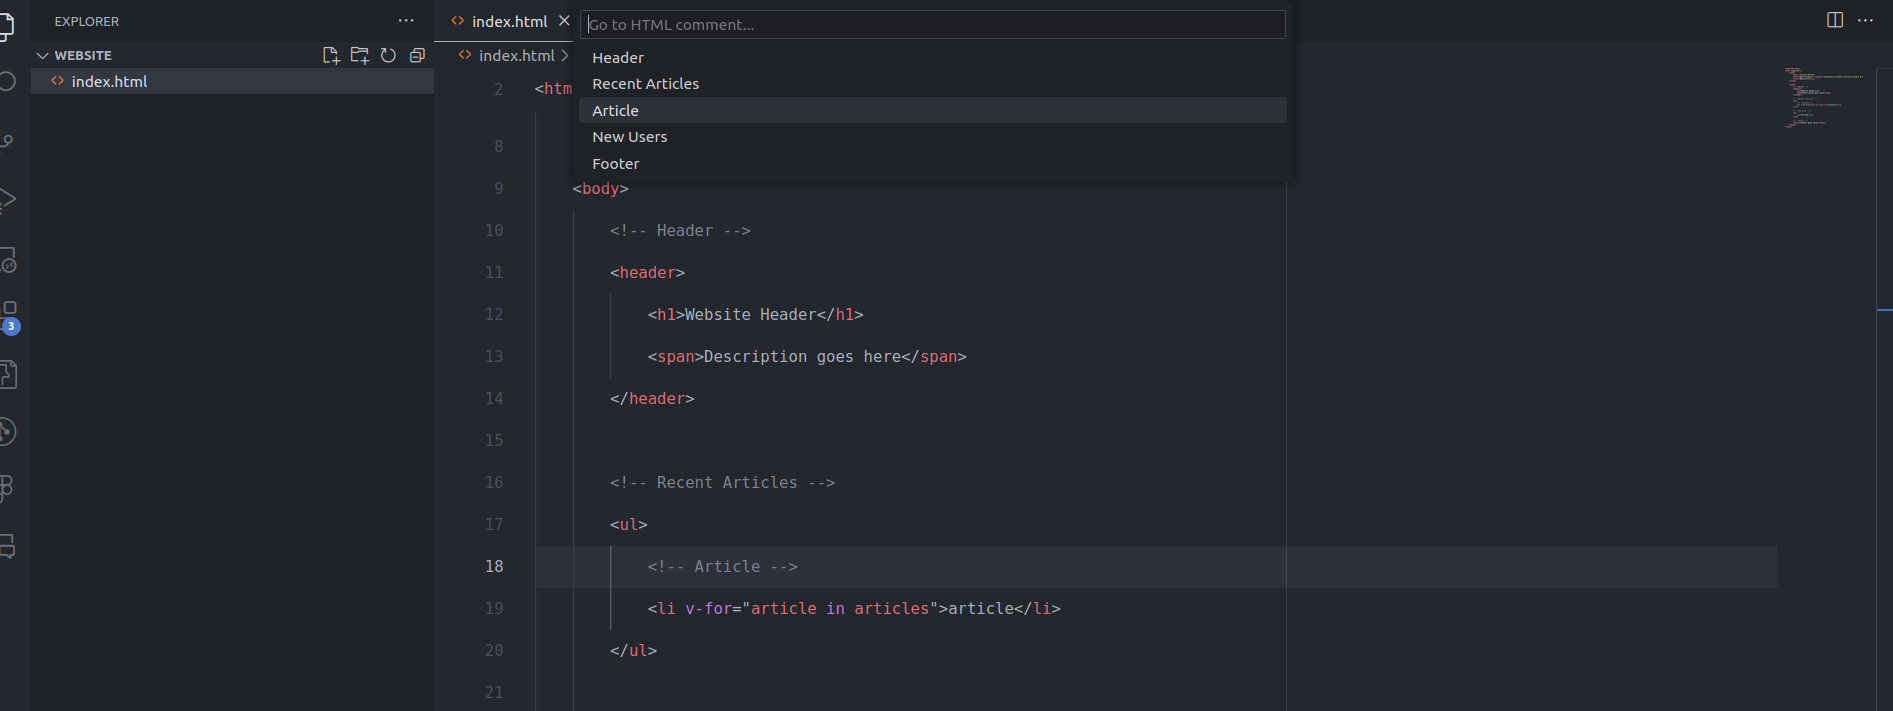 EXPLORER
WEBSITE
index.html
3
index.html
index.html
Go to HTML comment...
Header
Recent Articles
Article
New Users
Footer
2 <htm
8
9 <body>
10 <!-- Header -->
11 <header>
12 <h1>Website Header</h1>
13 <span>Description goes here</span>
14 </header>
15
16 <!-- Recent Articles -->
17 <ul>
18 <!-- Article -->
19 <li v-for="article in articles">article</li>
20 </ul>
21